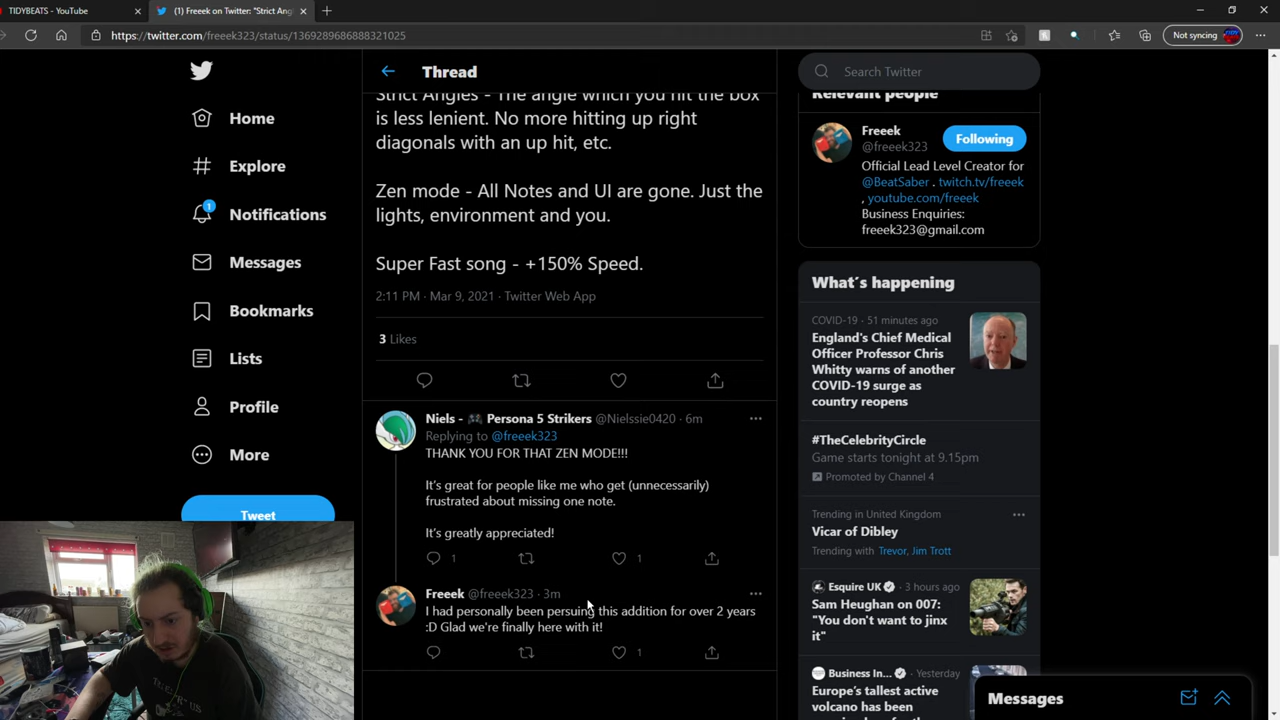 TIDYBEATS - YouTube
(1) Freeek on Twitter: "Strict Ang
https://twitter.com/freeek323/status/1369289686888321025
Not syncing
Home
Explore
1
Notifications
Messages
Bookmarks
Lists
Profile
More
Tweet
Thread
Strict Angles - The angle which you hit the box
is less lenient. No more hitting up right
diagonals with an up hit, etc.
Zen mode - All Notes and UI are gone. Just the
lights, environment and you.
Super Fast song - +150% Speed.
2:11 PM · Mar 9, 2021 · Twitter Web App
3 Likes
Niels - 🎮 Persona 5 Strikers @Nielssie0420 · 6m
Replying to @freeek323
THANK YOU FOR THAT ZEN MODE!!!
It's great for people like me who get (unnecessarily)
frustrated about missing one note.
It's greatly appreciated!
1
1
Freeek @freeek323 · 3m
I had personally been persuing this addition for over 2 years
:D Glad we're finally here with it!
1
Search Twitter
Relevant people
Freeek
@freeek323
Following
Official Lead Level Creator for
@BeatSaber . twitch.tv/freeek
, youtube.com/freeek
Business Enquiries:
freeek323@gmail.com
What's happening
COVID-19 · 51 minutes ago
England's Chief Medical
Officer Professor Chris
Whitty warns of another
COVID-19 surge as
country reopens
#TheCelebrityCircle
Game starts tonight at 9.15pm
Promoted by Channel 4
Trending in United Kingdom
Vicar of Dibley
Trending with Trevor, Jim Trott
Esquire UK · 3 hours ago
Sam Heughan on 007:
"You don't want to jinx
it"
Business In... · Yesterday
Europe's tallest active
volcano has been
Messages